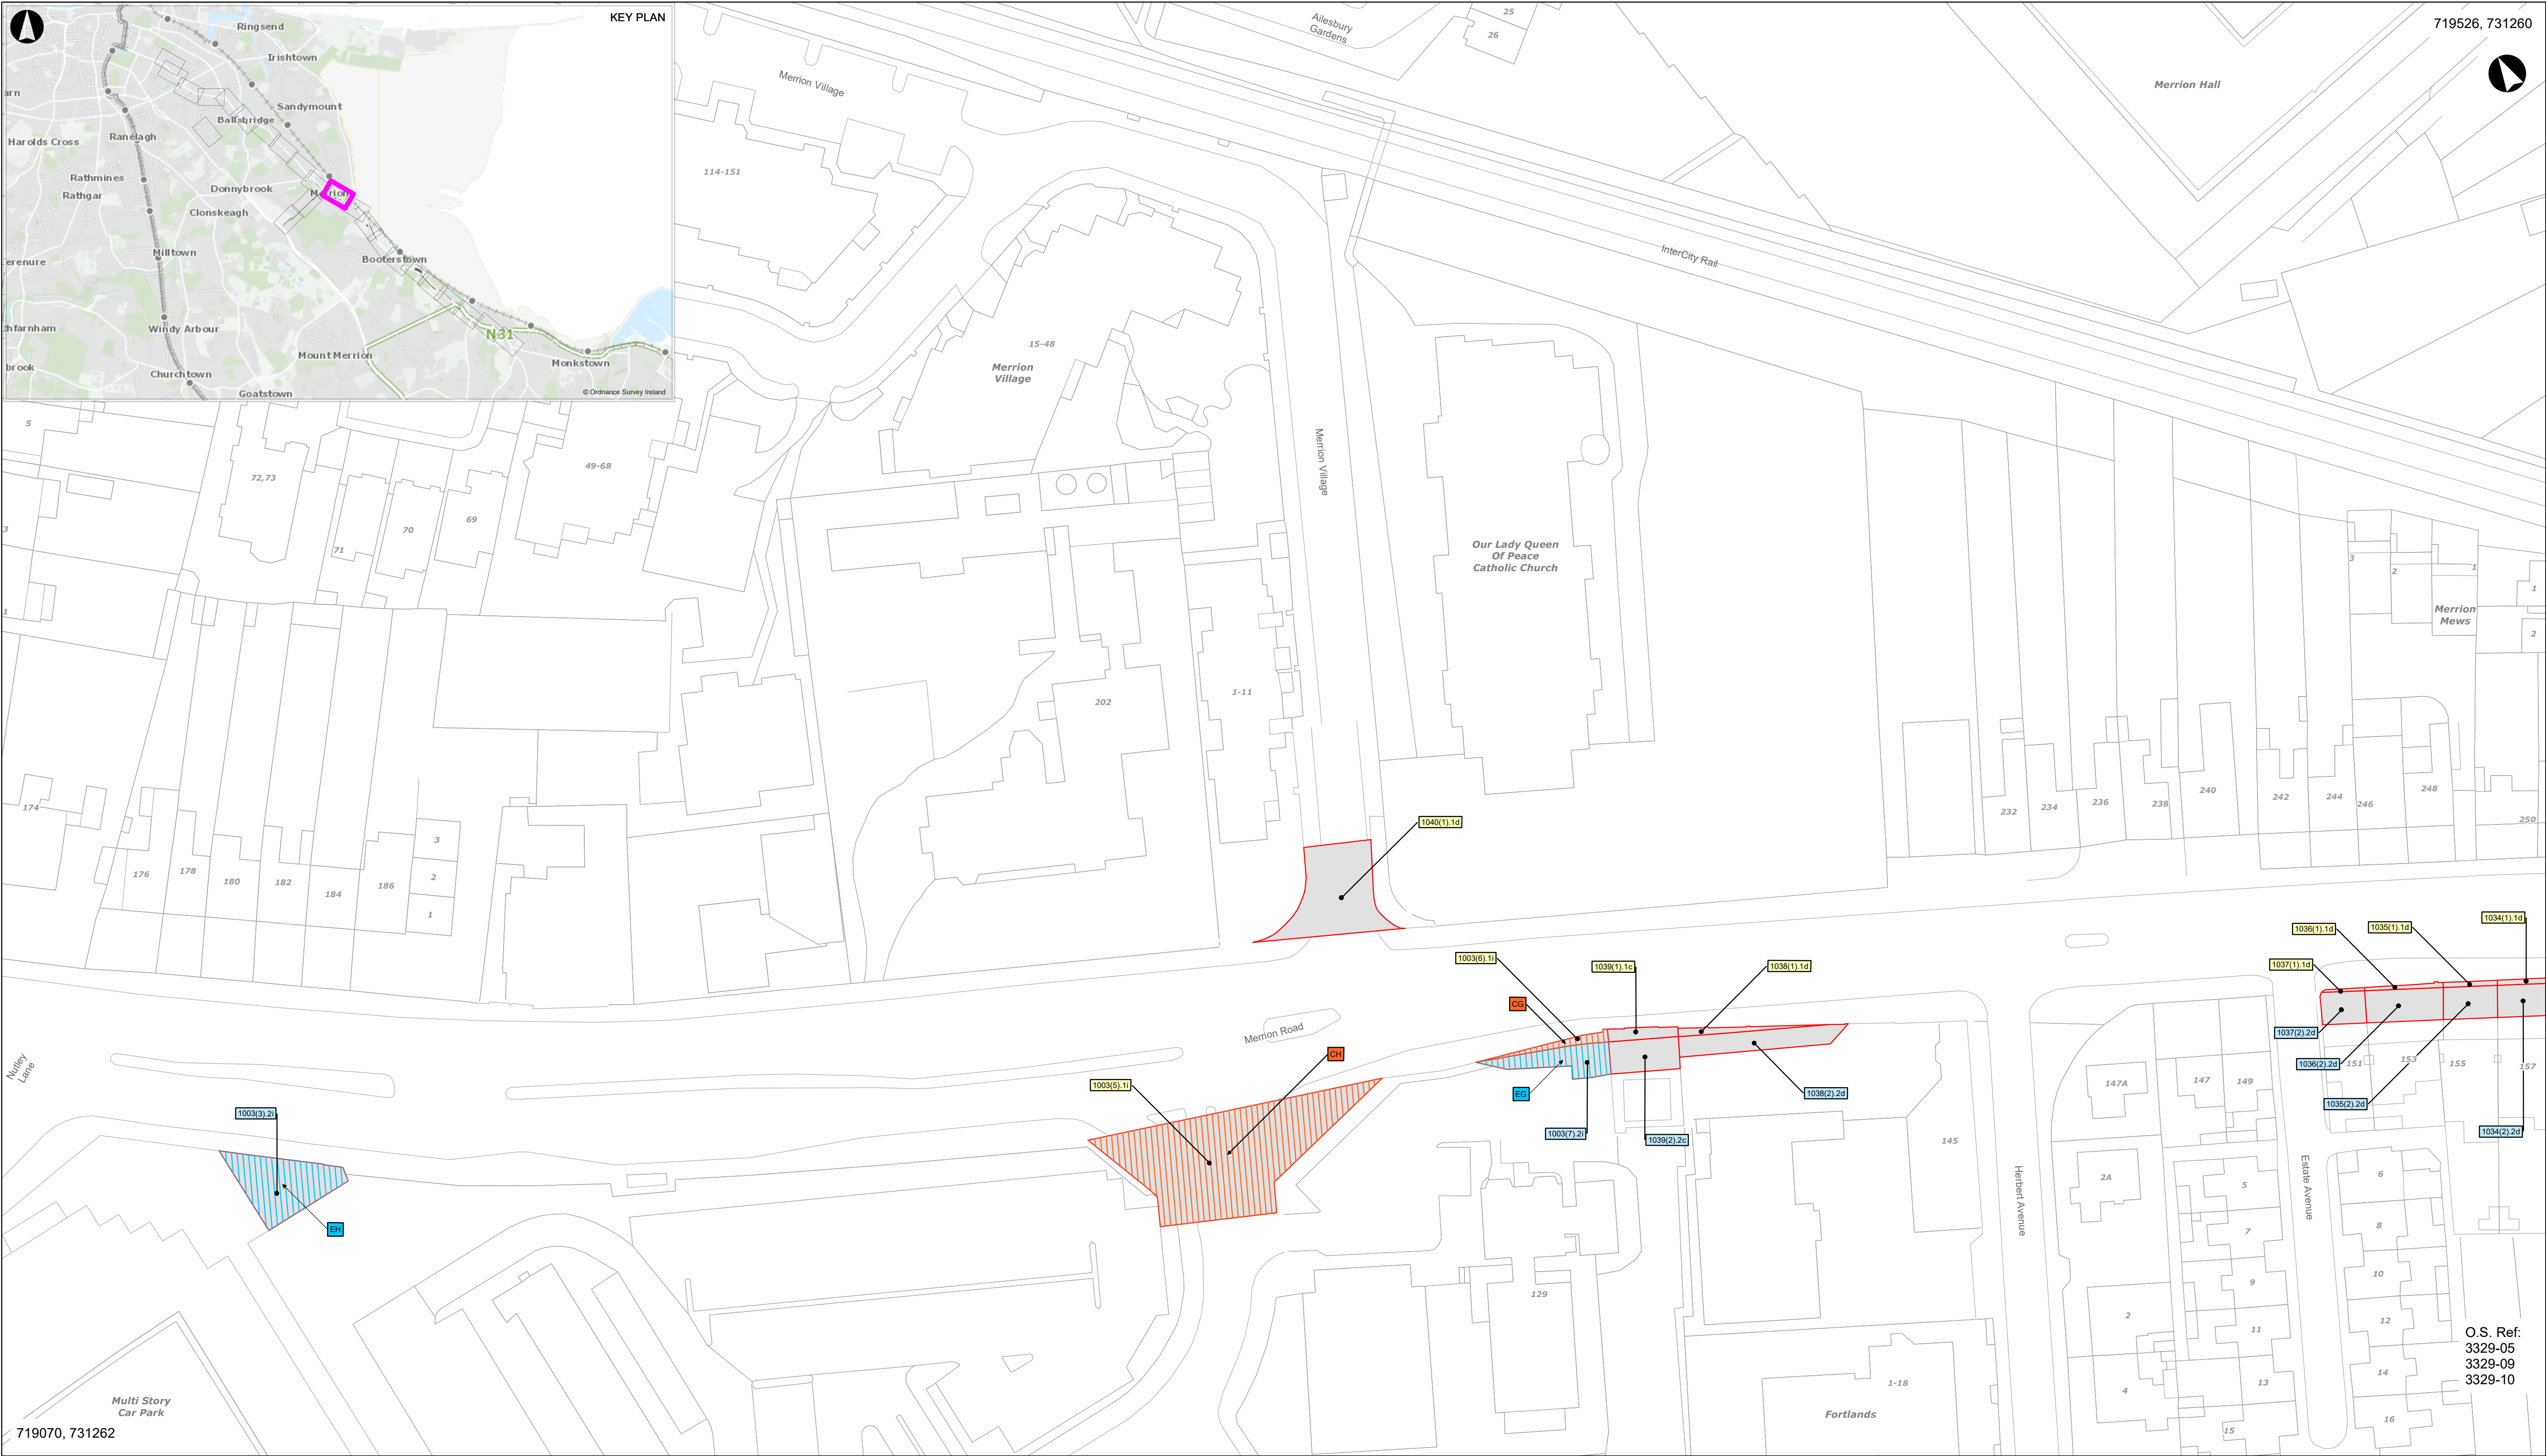 KEY PLAN
Ringsend
Irishtown
Sandymount
Ballsbridge
Ranelagh
Harolds Cross
Rathmines
Rathgar
Donnybrook
Clonskeagh
Milltown
Booterstown
Windy Arbour
N31
Mount Merrion
Monkstown
Churchtown
Goatstown
© Ordnance Survey Ireland
719526, 731260
Ailesbury
Gardens
25
26
Merrion Hall
Merrion Village
114-151
InterCity Rail
15-48
Merrion
Village
Merrion Village
5
72,73
49-68
71
70
69
3
1
Our Lady Queen
Of Peace
Catholic Church
3
2
1
1
2
Merrion
Mews
202
1-11
174
176
178
180
182
184
186
3
2
1
232
234
236
238
240
242
244
246
248
250
1040(1).1d
1003(6).1i
1039(1).1c
1038(1).1d
CG
1036(1).1d
1035(1).1d
1034(1).1d
1037(1).1d
Merrion Road
CH
1003(5).1i
EG
1003(7).2i
1039(2).2c
1038(2).2d
1037(2).2d
1036(2).2d
1035(2).2d
1034(2).2d
151
153
155
157
Nutley
Lane
1003(3).2i
EH
145
147A
147
149
2A
Herbert Avenue
Estate Avenue
5
7
9
11
13
15
2
4
6
8
10
12
14
16
129
1-18
Fortlands
Multi Story
Car Park
719070, 731262
O.S. Ref:
3329-05
3329-09
3329-10